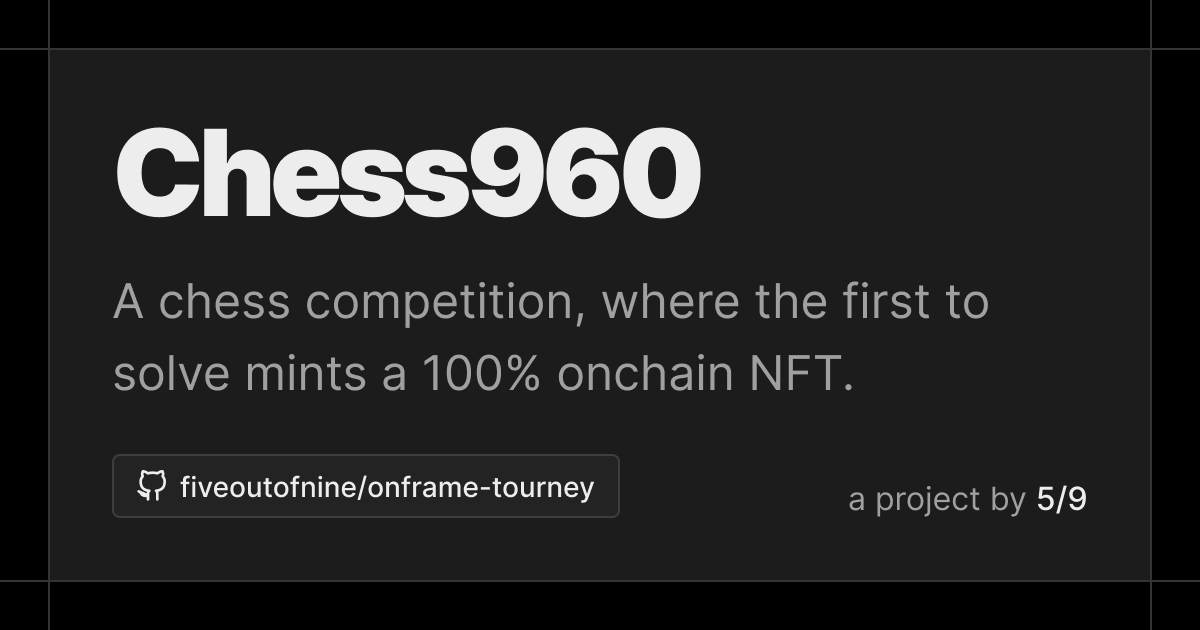 Chess960
A chess competition, where the first to
solve mints a 100% onchain NFT.
fiveoutofnine/onframe-tourney
a project by 5/9